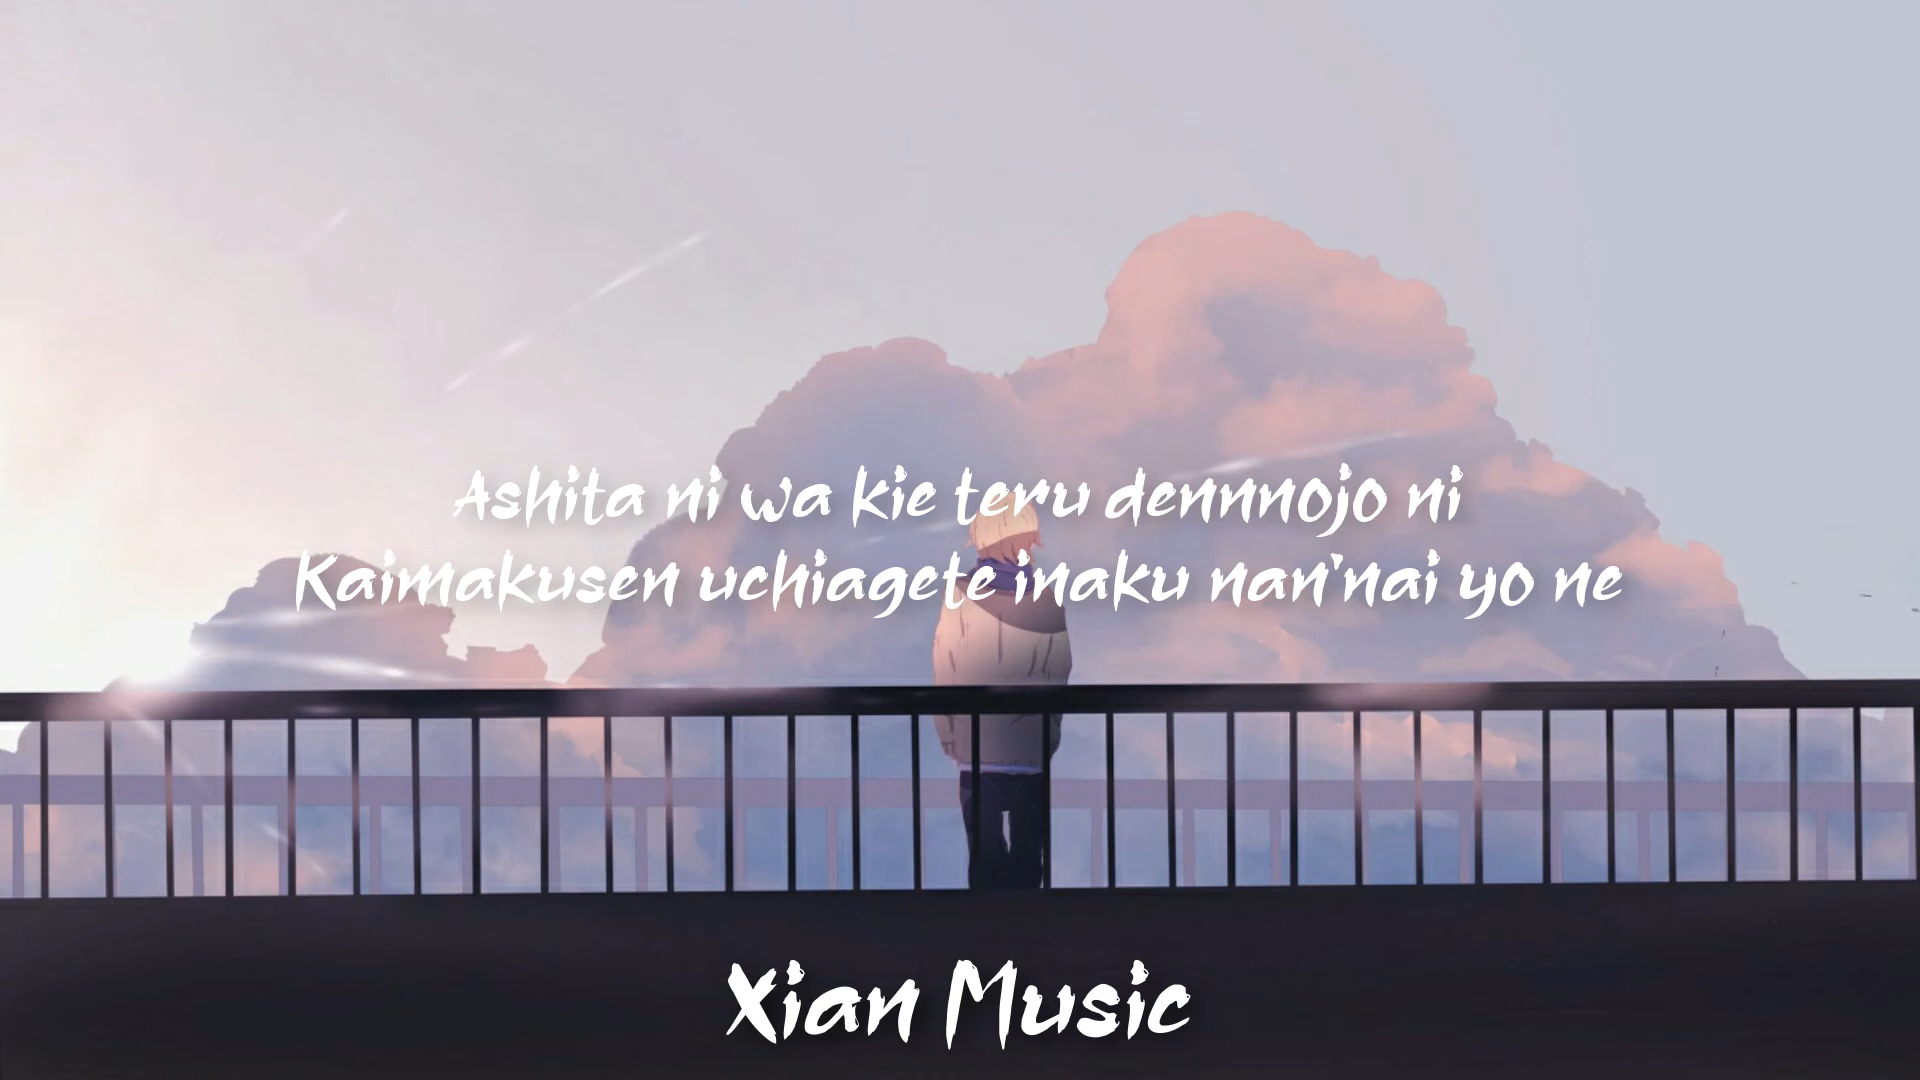 Ashita ni wa kie teru dennnojo ni
Kaimakusen uchiagete inaku nan'nai yo ne
Xian Music